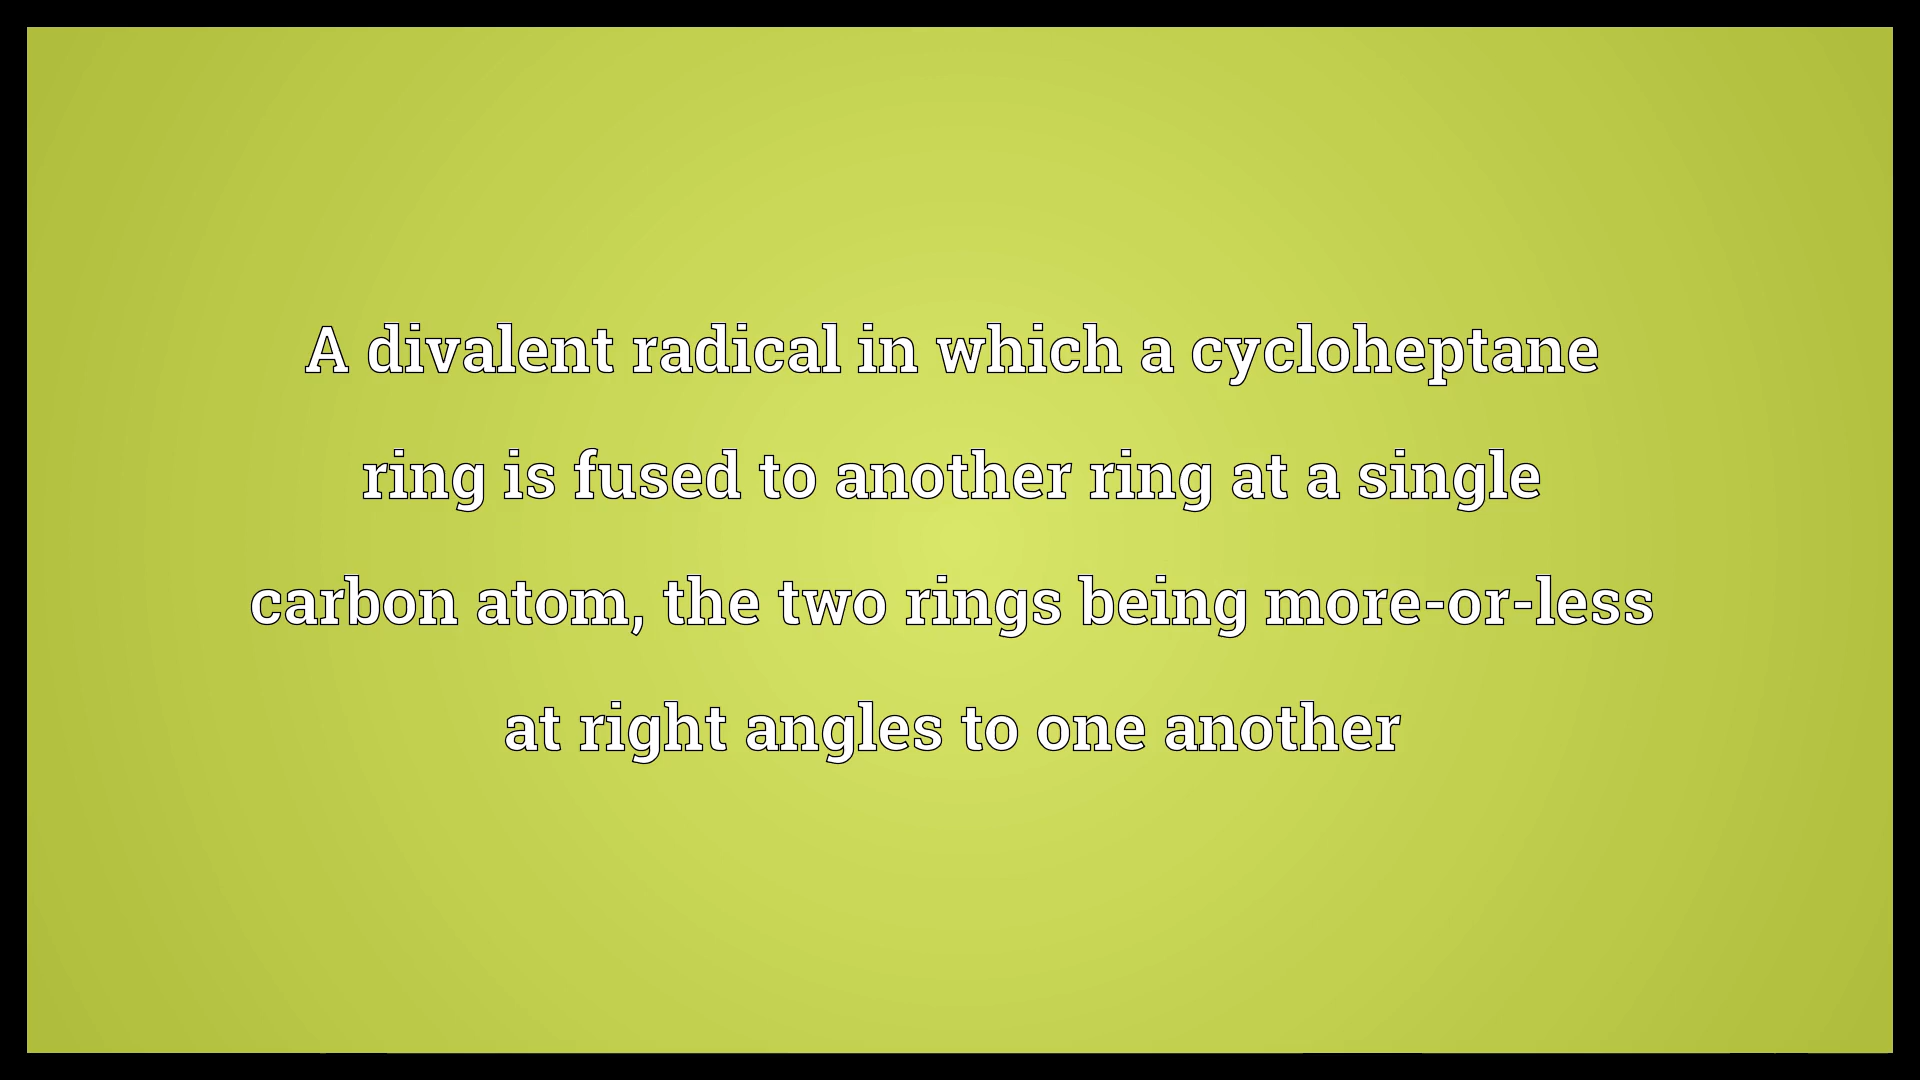 A divalent radical in which a cycloheptane
ring is fused to another ring at a single
carbon atom, the two rings being more-or-less
at right angles to one another